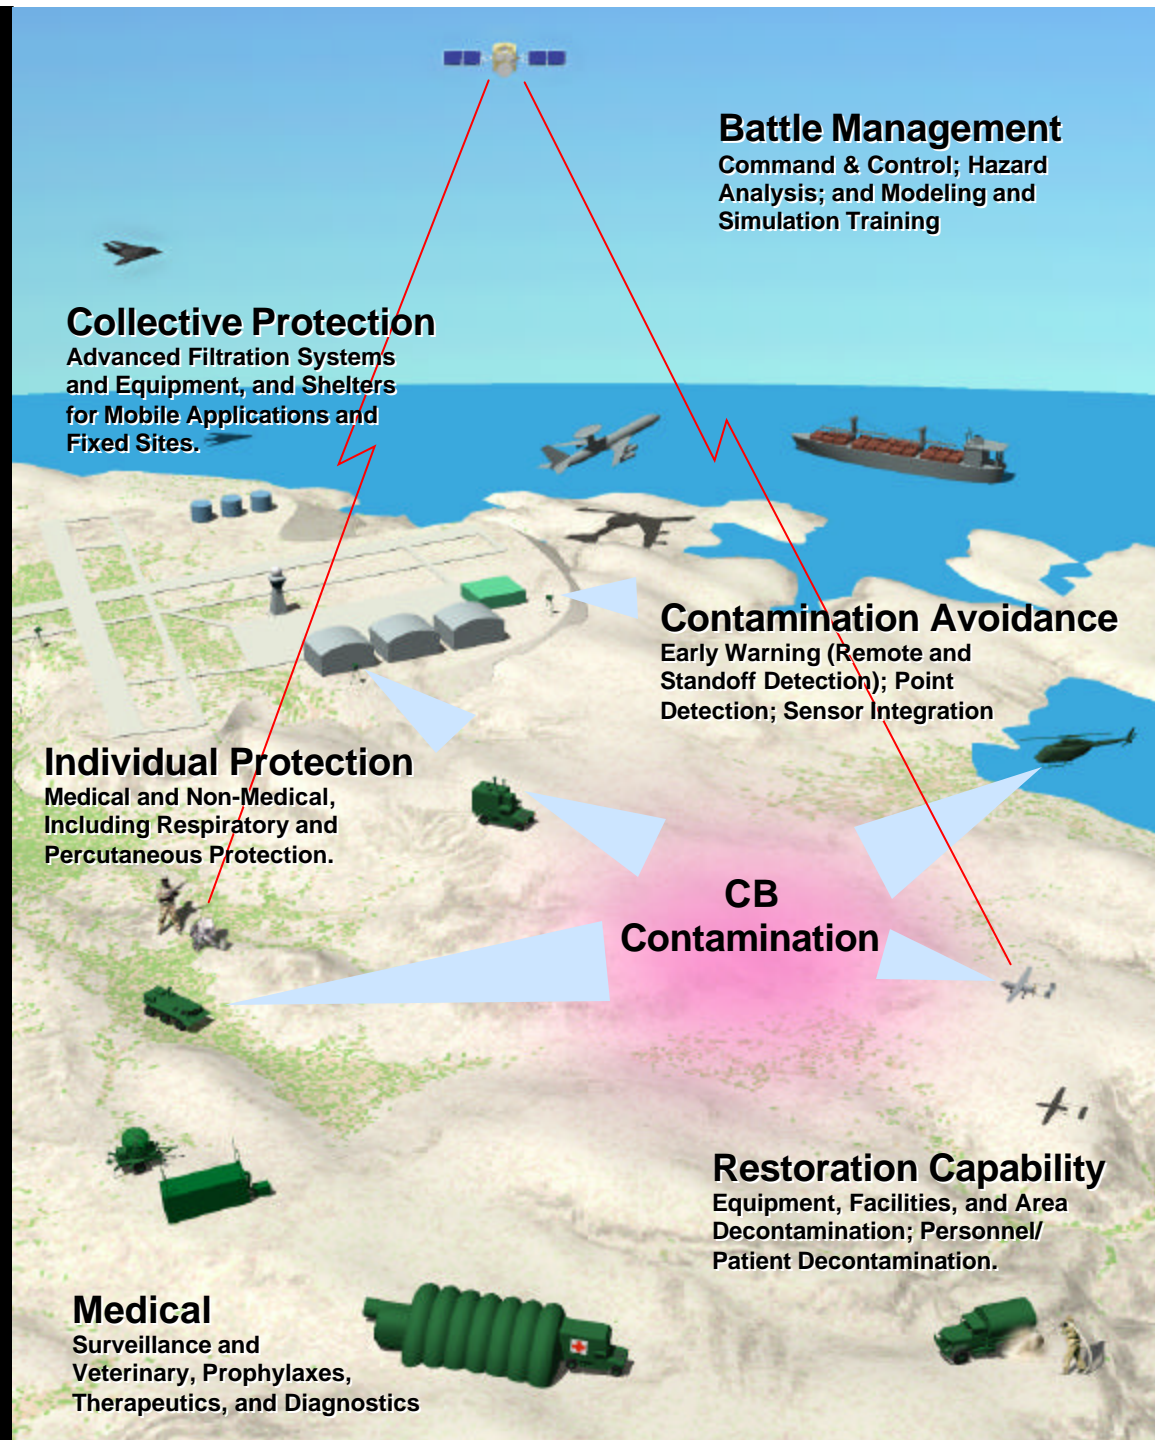 Battle Management
Command & Control; Hazard
Analysis; and Modeling and
Simulation Training
Collective Protection
Advanced Filtration Systems
and Equipment, and Shelters
for Mobile Applications and
Fixed Sites.
Contamination Avoidance
Early Warning (Remote and
Standoff Detection); Point
Detection; Sensor Integration
Individual Protection
Medical and Non-Medical,
Including Respiratory and
Percutaneous Protection.
CB
Contamination
Restoration Capability
Equipment, Facilities, and Area
Decontamination; Personnel/
Patient Decontamination.
Medical
Surveillance and
Veterinary, Prophylaxes,
Therapeutics, and Diagnostics